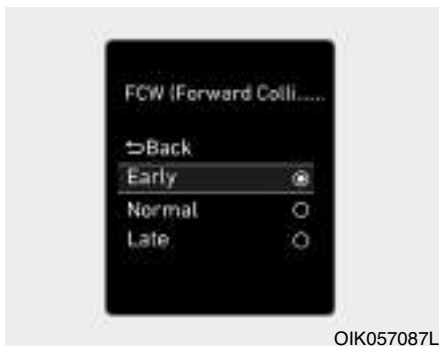 FCW (Forward Colli.....
⮌Back
Early
Normal
Late
OIK057087L